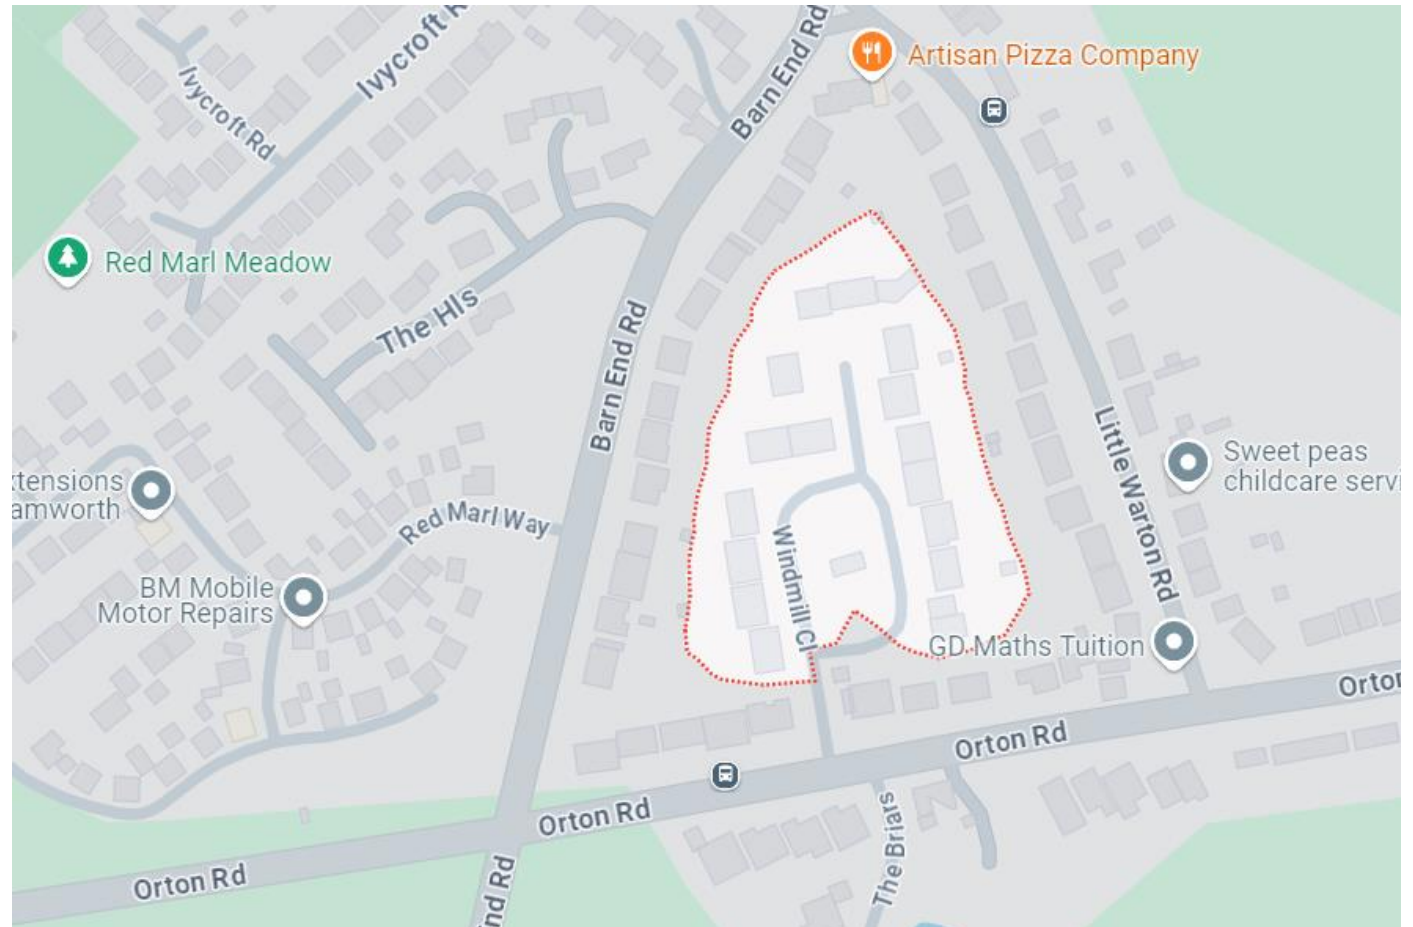 Ivycroft R
Barn End Rd
Artisan Pizza Company
Ivycroft Rd
Red Marl Meadow
The Hls
Barn End Rd
Little Warton Rd
Sweet peas
childcare servi
xtensions
amworth
Red Marl Way
Windmill Cl
BM Mobile
Motor Repairs
GD Maths Tuition
Orton
Orton Rd
Orton Rd
The Briars
Orton Rd
nd Rd